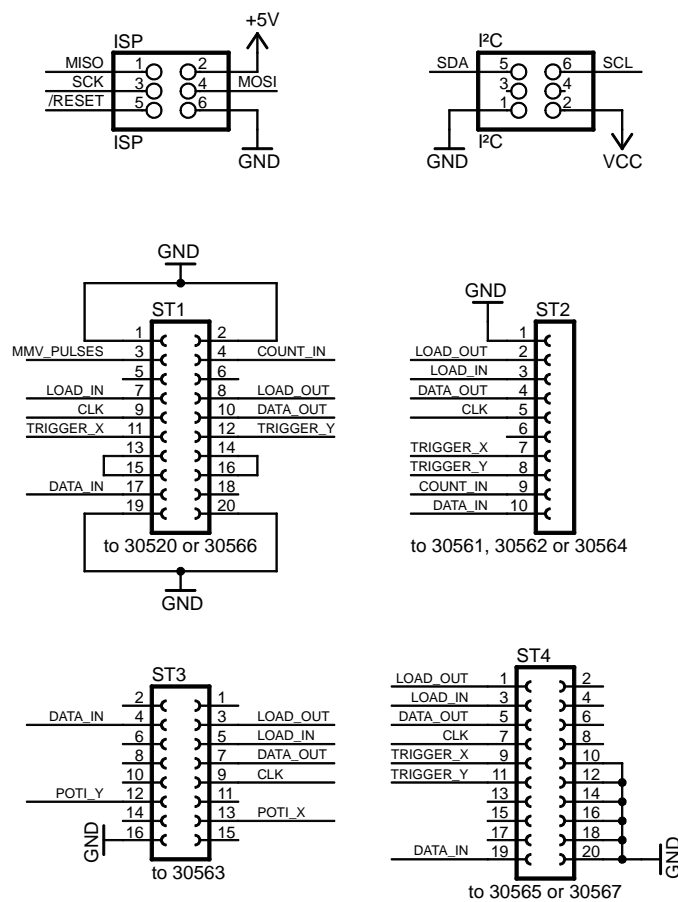 +5V
ISP
MISO 1 2
SCK 3 4 MOSI
/RESET 5 6
ISP
GND
I²C
SDA 5 6 SCL
3 4
1 2
I²C
GND
VCC
GND
ST1
1 2
MMV_PULSES 3 4 COUNT_IN
5 6
LOAD_IN 7 8 LOAD_OUT
CLK 9 10 DATA_OUT
TRIGGER_X 11 12 TRIGGER_Y
13 14
15 16
DATA_IN 17 18
19 20
to 30520 or 30566
GND
GND
ST2
1
LOAD_OUT 2
LOAD_IN 3
DATA_OUT 4
CLK 5
6
TRIGGER_X 7
TRIGGER_Y 8
COUNT_IN 9
DATA_IN 10
to 30561, 30562 or 30564
ST3
2 1
DATA_IN 4 3 LOAD_OUT
6 5 LOAD_IN
8 7 DATA_OUT
10 9 CLK
POTI_Y 12 11
14 13 POTI_X
GND 16 15
to 30563
ST4
LOAD_OUT 1 2
LOAD_IN 3 4
DATA_OUT 5 6
CLK 7 8
TRIGGER_X 9 10
TRIGGER_Y 11 12
13 14
15 16
17 18
DATA_IN 19 20
GND
to 30565 or 30567